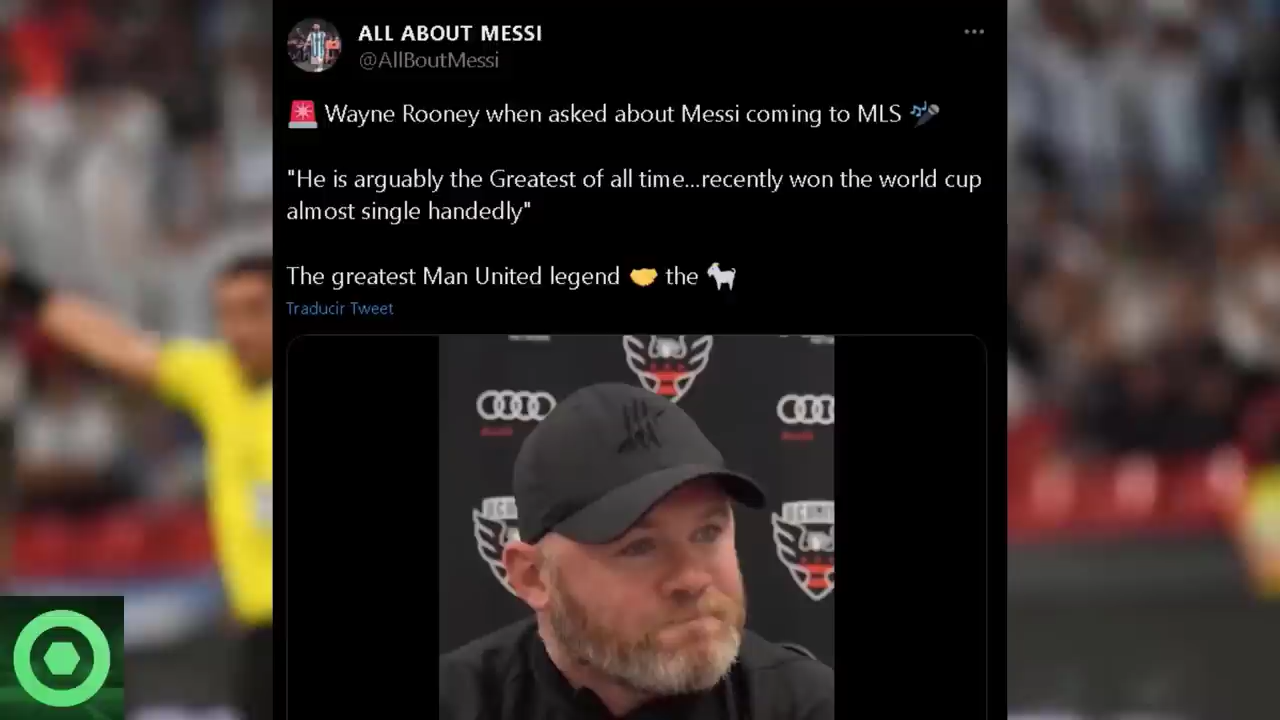 ALL ABOUT MESSI
@AllBoutMessi
🚨 Wayne Rooney when asked about Messi coming to MLS 🎤
"He is arguably the Greatest of all time...recently won the world cup
almost single handedly"
The greatest Man United legend 🤝 the 🐐
Traducir Tweet